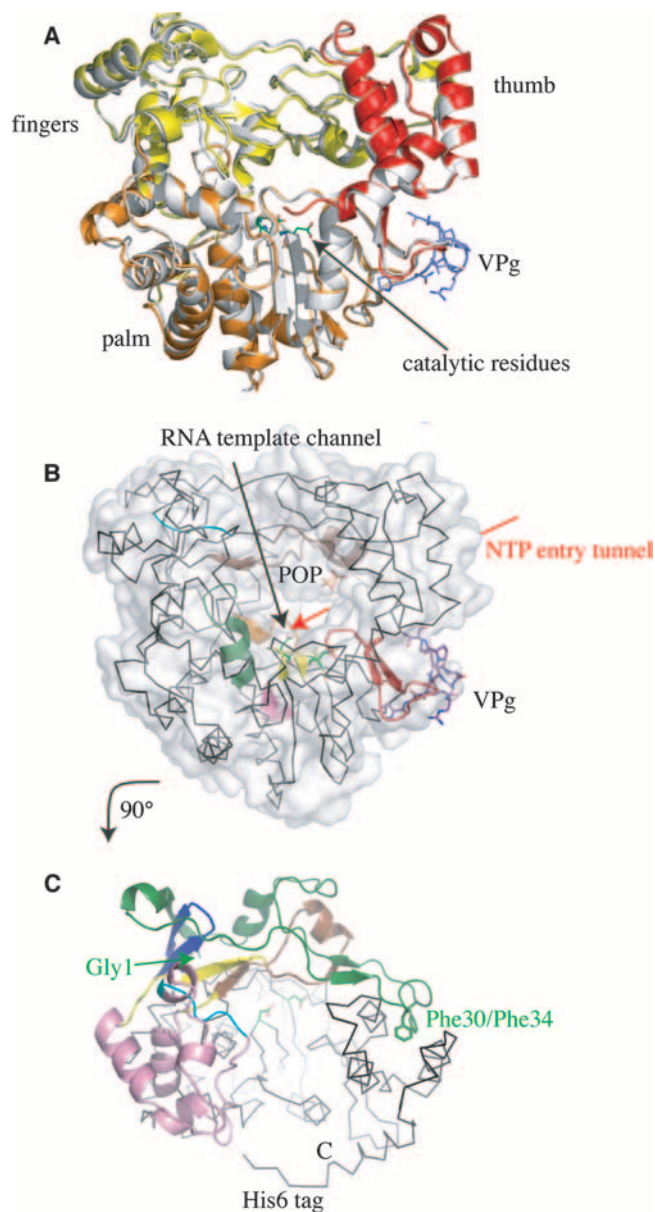 A
thumb
fingers
VPg
palm
catalytic residues
RNA template channel
B
NTP entry tunnel
POP
VPg
90°
C
Gly1
Phe30/Phe34
C
His6 tag